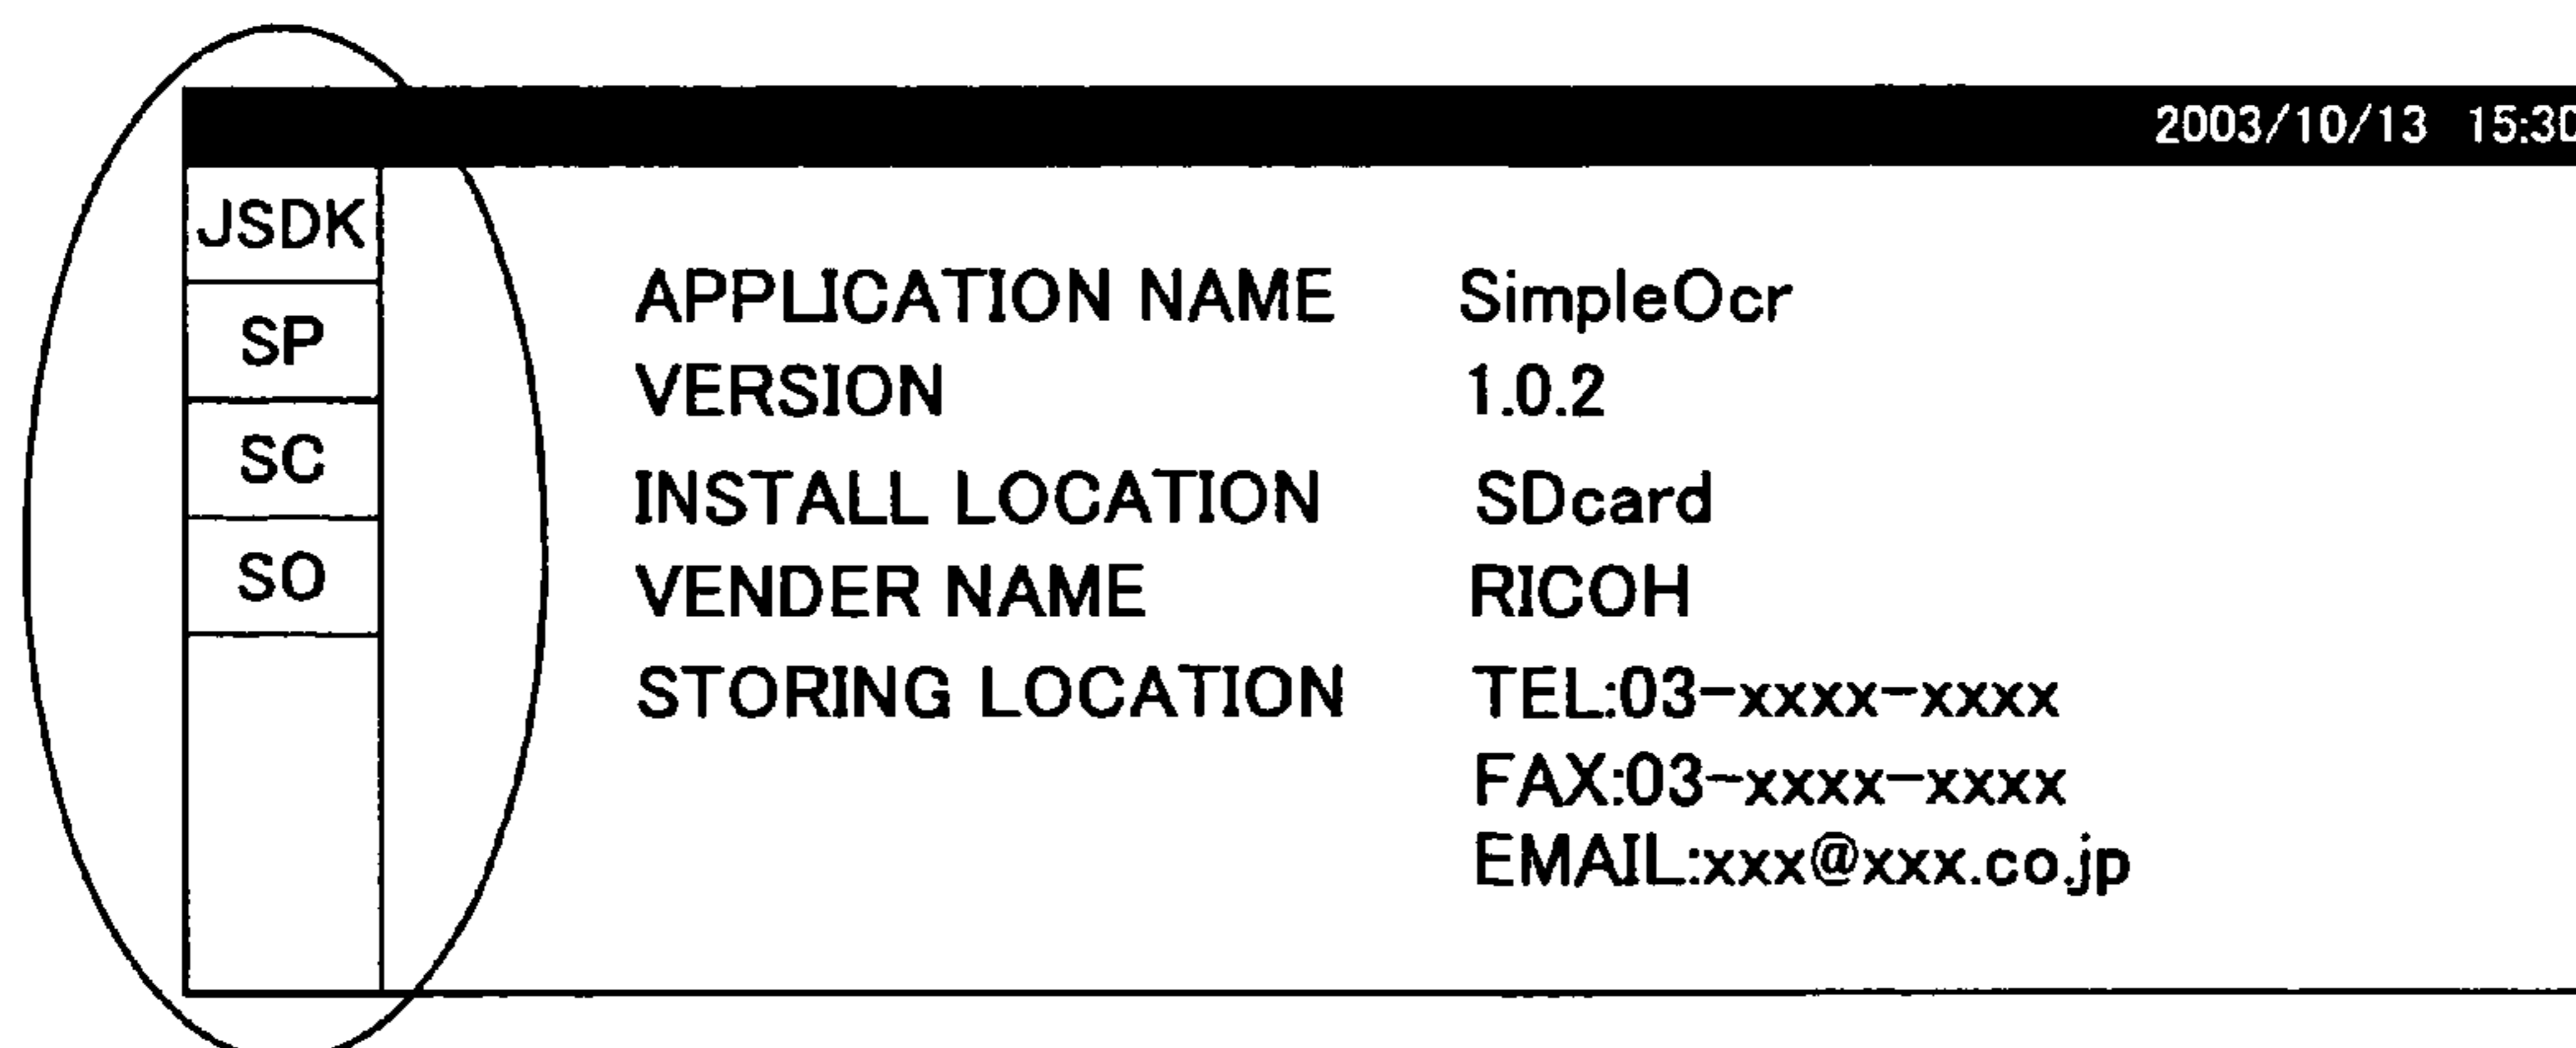 2003/10/13 15:30
JSDK
SP
SC
SO
APPLICATION NAME SimpleOcr
VERSION 1.0.2
INSTALL LOCATION SDcard
VENDER NAME RICOH
STORING LOCATION TEL:03-xxxx-xxxx
FAX:03-xxxx-xxxx
EMAIL:xxx@xxx.co.jp